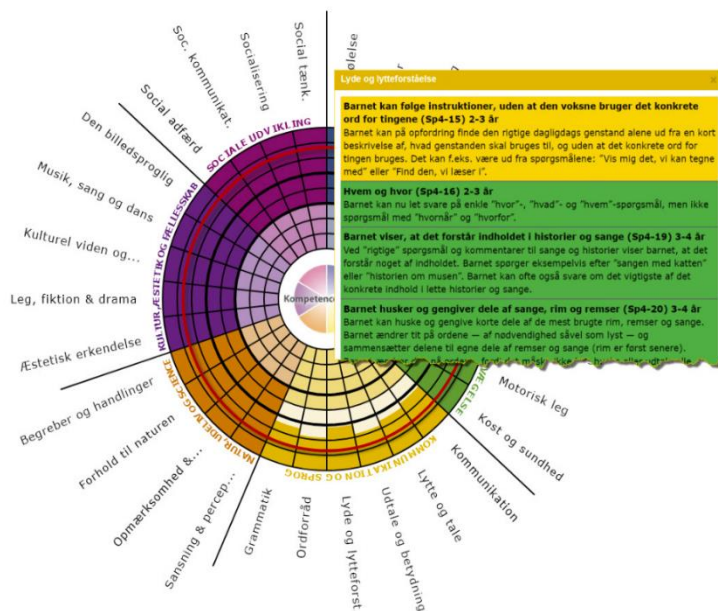 Soc. kommunikat.
Socialisering
Social tænk.
Social adfærd
Den billedsproglig
Musik, sang og dans
Kulturel viden og...
Leg, fiktion & drama
Æstetisk erkendelse
Begreber og handlinger
Forhold til naturen
Opmærksomhed &...
Sansning & percep...
Grammatik
Ordforråd
Lyde og lytteforst
Udtale og betydning
Lytte og tale
Kommunikation
Kost og sundhed
Motorisk leg
SOCIALE UDVIKLING
KULTUR, ÆSTETIK OG FÆLLESSKAB
NATUR, UDELIV OG SCIENCE
KOMMUNIKATION OG SPROG
Kompetence
Lyde og lytteforståelse
Barnet kan følge instruktioner, uden at den voksne bruger det konkrete
ord for tingene (Sp4-15) 2-3 år
Barnet kan på opfordring finde den rigtige dagligdags genstand alene ud fra en kort
beskrivelse af, hvad genstanden skal bruges til, og uden at det konkrete ord for
tingen bruges. Det kan f.eks. være ud fra spørgsmålene: "Vis mig det, vi kan tegne
med" eller "Find den, vi læser i".
Hvem og hvor (Sp4-16) 2-3 år
Barnet kan nu let svare på enkle "hvor"-, "hvad"- og "hvem"-spørgsmål, men ikke
spørgsmål med "hvornår" og "hvorfor".
Barnet viser, at det forstår indholdet i historier og sange (Sp4-19) 3-4 år
Ved "rigtige" spørgsmål og kommentarer til sange og historier viser barnet, at det
forstår noget af indholdet. Barnet spørger eksempelvis efter "sangen med katten"
eller "historien om musen". Barnet kan ofte også svare om det vigtigste af det
konkrete indhold i lette historier og sange.
Barnet husker og gengiver dele af sange, rim og remser (Sp4-20) 3-4 år
Barnet kan huske og gengive korte dele af de mest brugte rim, remser og sange.
Barnet ændrer tit på ordene — af nødvendighed såvel som lyst — og
sammensætter delene til egne dele af remser og sange (rim er først senere).